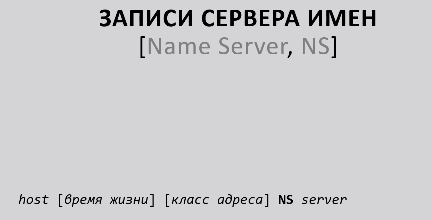 ЗАПИСИ СЕРВЕРА ИМЕН
[Name Server, NS]
host [время жизни] [класс адреса] NS server